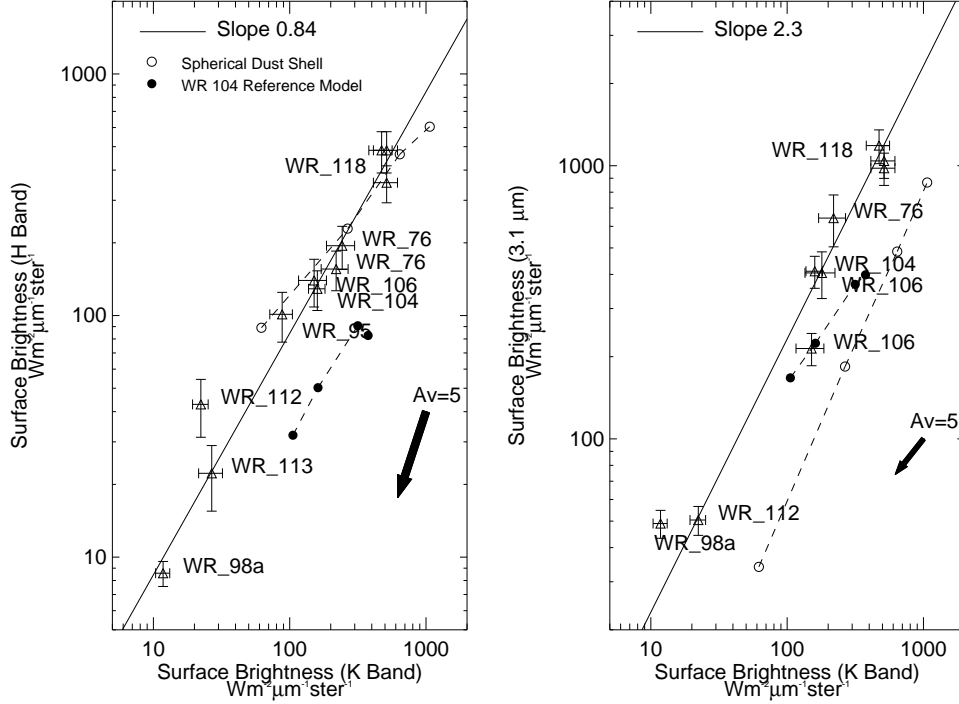 Slope 0.84
Spherical Dust Shell
WR 104 Reference Model
1000
100
10
WR_118
WR_76
WR_76
WR_106
WR_104
WR_95
WR_112
WR_113
WR_98a
Av=5
10 100 1000
Surface Brightness (K Band)
Wm-2μm-1ster-1
Surface Brightness (H Band)
Wm-2μm-1ster-1
Slope 2.3
1000
100
WR_118
WR_76
WR_104
WR_106
WR_106
WR_112
WR_98a
Av=5
10 100 1000
Surface Brightness (K Band)
Wm-2μm-1ster-1
Surface Brightness (3.1 μm)
Wm-2μm-1ster-1